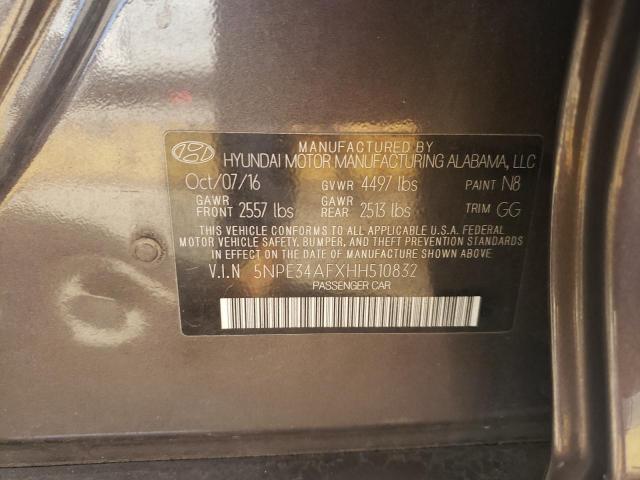 MANUFACTURED BY
HYUNDAI MOTOR MANUFACTURING ALABAMA, LLC
Oct/07/16 GVWR 4497 lbs PAINT N8
GAWR FRONT 2557 lbs GAWR REAR 2513 lbs TRIM GG
THIS VEHICLE CONFORMS TO ALL APPLICABLE U.S.A. FEDERAL
MOTOR VEHICLE SAFETY, BUMPER, AND THEFT PREVENTION STANDARDS
IN EFFECT ON THE DATE OF MANUFACTURE SHOWN ABOVE.
V.I.N 5NPE34AFXHH510832
PASSENGER CAR